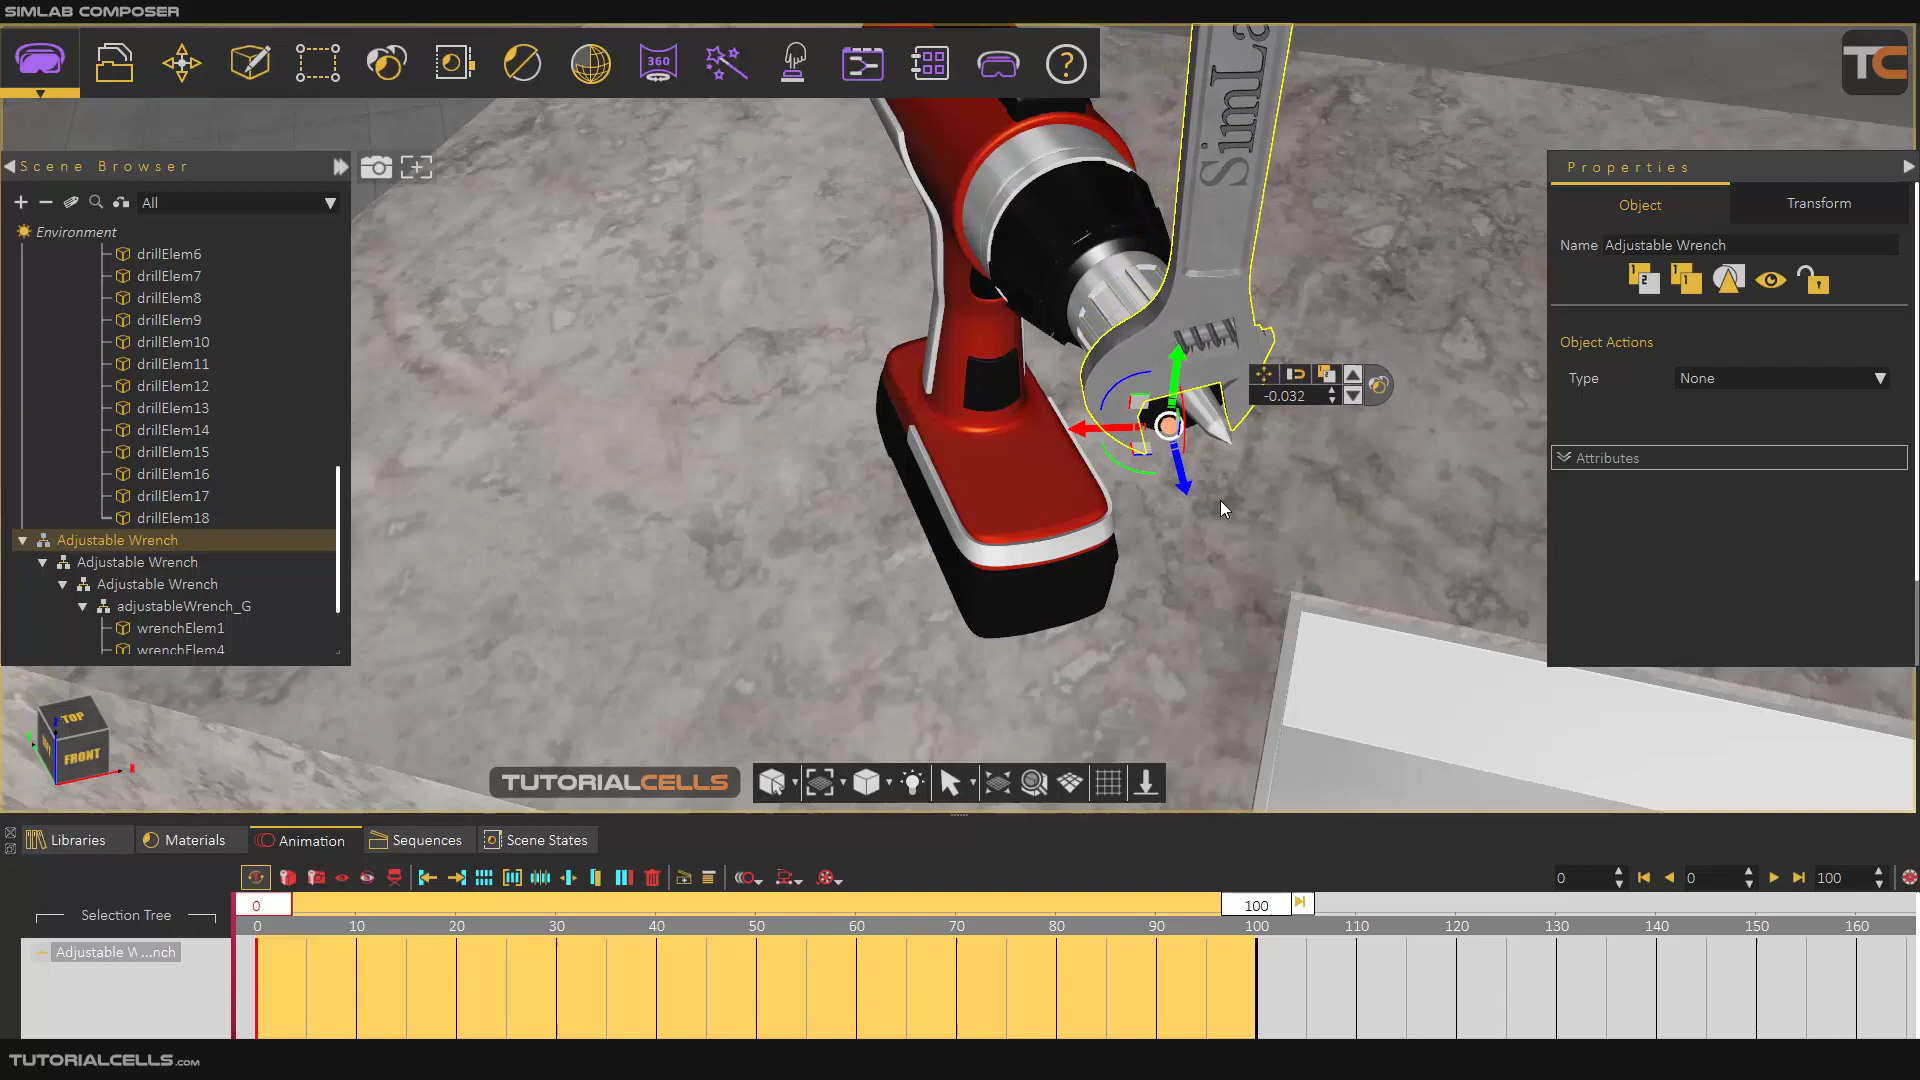 SIMLAB COMPOSER
360
?
TC
SimLa
Scene Browser
All
Environment
drillElem6
drillElem7
drillElem8
drillElem9
drillElem10
drillElem11
drillElem12
drillElem13
drillElem14
drillElem15
drillElem16
drillElem17
drillElem18
Adjustable Wrench
Adjustable Wrench
Adjustable Wrench
adjustableWrench_G
wrenchElem1
wrenchElem4
Properties
Object
Transform
Name Adjustable Wrench
Object Actions
Type
None
Attributes
-0.032
TOP
FRONT
X
TUTORIALCELLS
Libraries
Materials
Animation
Sequences
Scene States
0
0
100
Selection Tree
0
100
0 10 20 30 40 50 60 70 80 90 100 110 120 130 140 150 160
Adjustable W...nch
TUTORIALCELLS.com